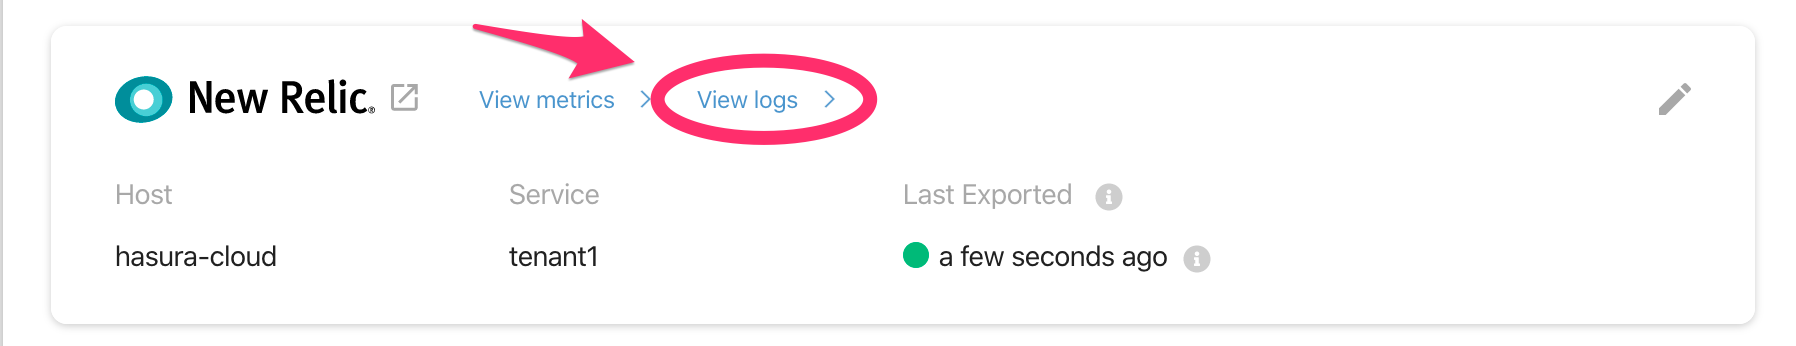 New Relic® View metrics > View logs >
Host Service Last Exported
hasura-cloud tenant1 a few seconds ago